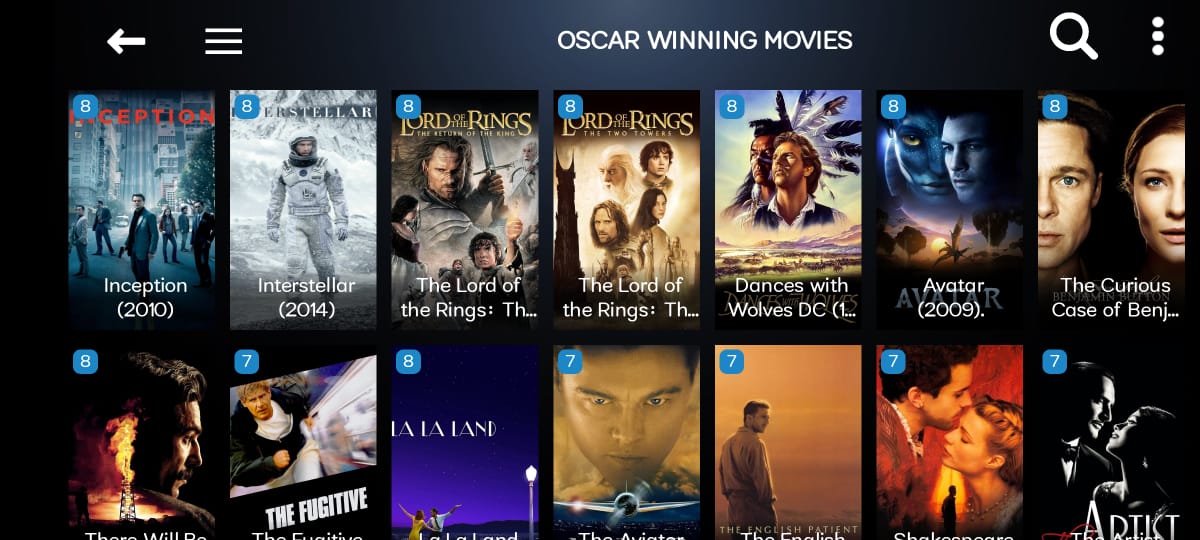 OSCAR WINNING MOVIES
8
INCEPTION
Inception
(2010)
8
INTERSTELLAR
Interstellar
(2014)
8
THE LORD OF THE RINGS
THE RETURN OF THE KING
The Lord of
the Rings: Th...
8
THE LORD OF THE RINGS
THE TWO TOWERS
The Lord of
the Rings: Th...
8
DANCES WITH WOLVES
Dances with
Wolves DC (1...
8
AVATAR
Avatar
(2009).
8
BENJAMIN BUTTON
The Curious
Case of Benj...
8
There Will Be
7
THE FUGITIVE
The Fugitive
8
LA LA LAND
La La Land
7
The Aviator
7
THE ENGLISH PATIENT
The English
7
Shakespeare
7
THE ARTIST
The Artist